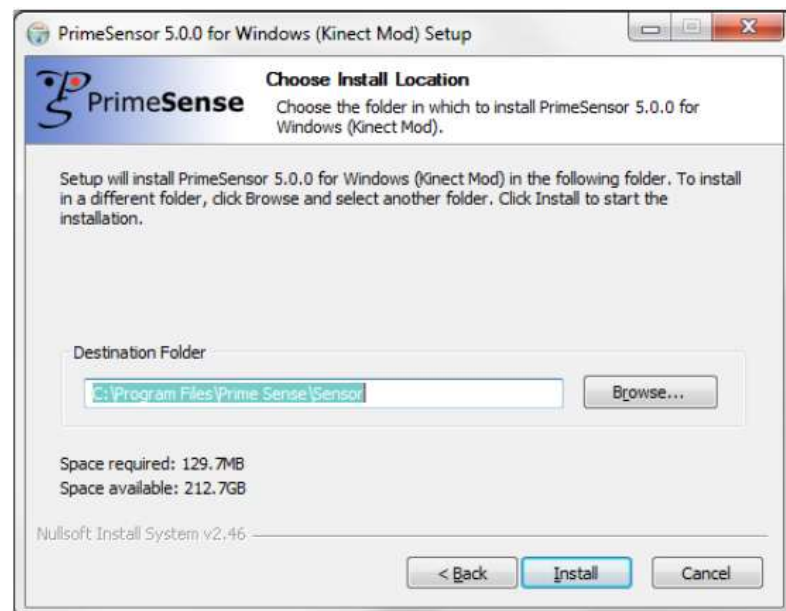 PrimeSensor 5.0.0 for Windows (Kinect Mod) Setup
PrimeSense
Choose Install Location
Choose the folder in which to install PrimeSensor 5.0.0 for
Windows (Kinect Mod).
Setup will install PrimeSensor 5.0.0 for Windows (Kinect Mod) in the following folder. To install
in a different folder, click Browse and select another folder. Click Install to start the
installation.
Destination Folder
C:\Program Files\Prime Sense\Sensor
Browse...
Space required: 129.7MB
Space available: 212.7GB
Nullsoft Install System v2.46
< Back
Install
Cancel